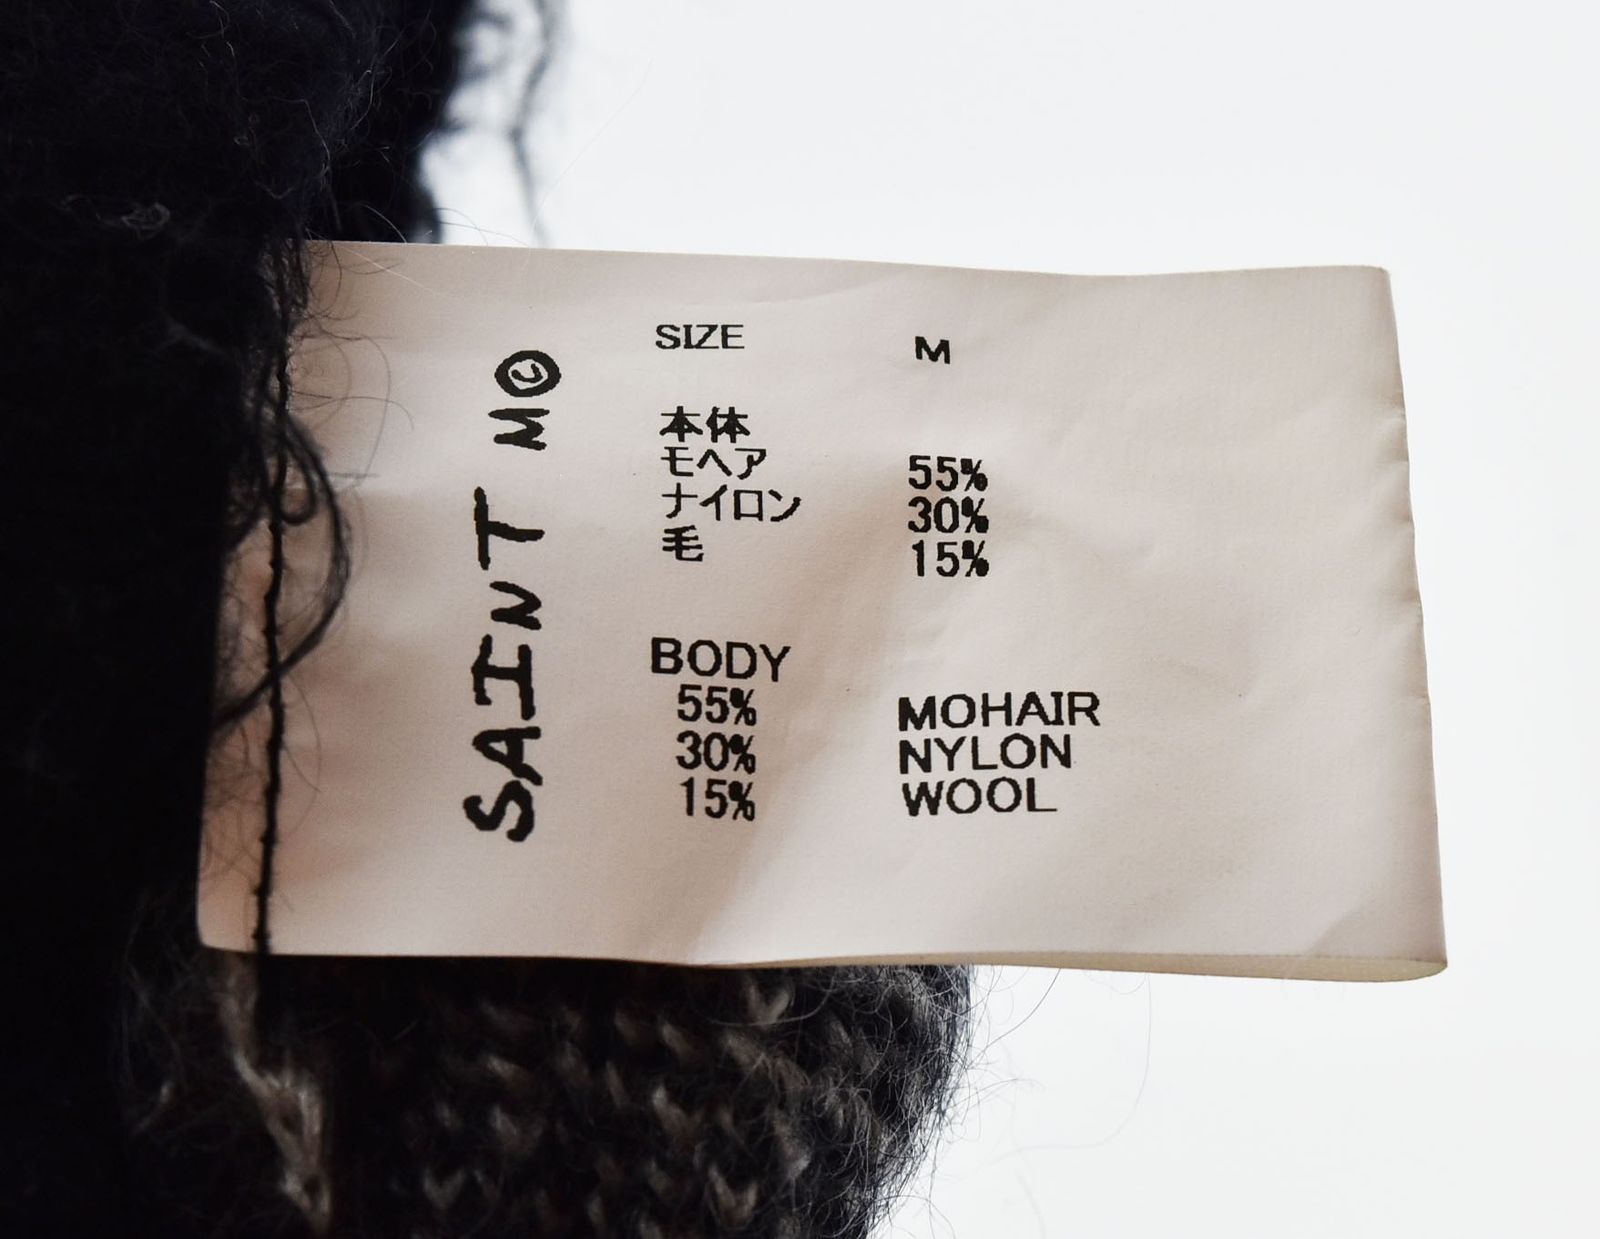 SAINT M©
SIZE M
本体
モヘア 55%
ナイロン 30%
毛 15%
BODY
55% MOHAIR
30% NYLON
15% WOOL